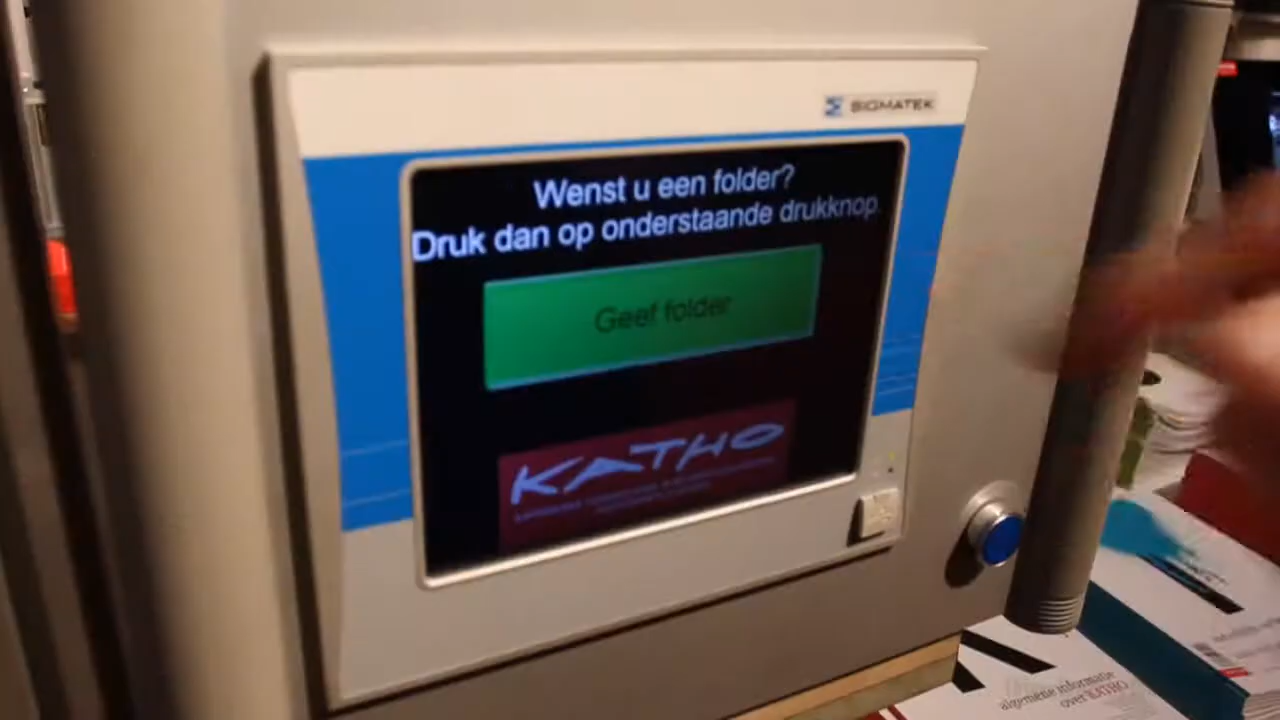 SIGMATEK
Wenst u een folder?
Druk dan op onderstaande drukknop.
Geef folder
KATHO
algemene informatie
over KATHO